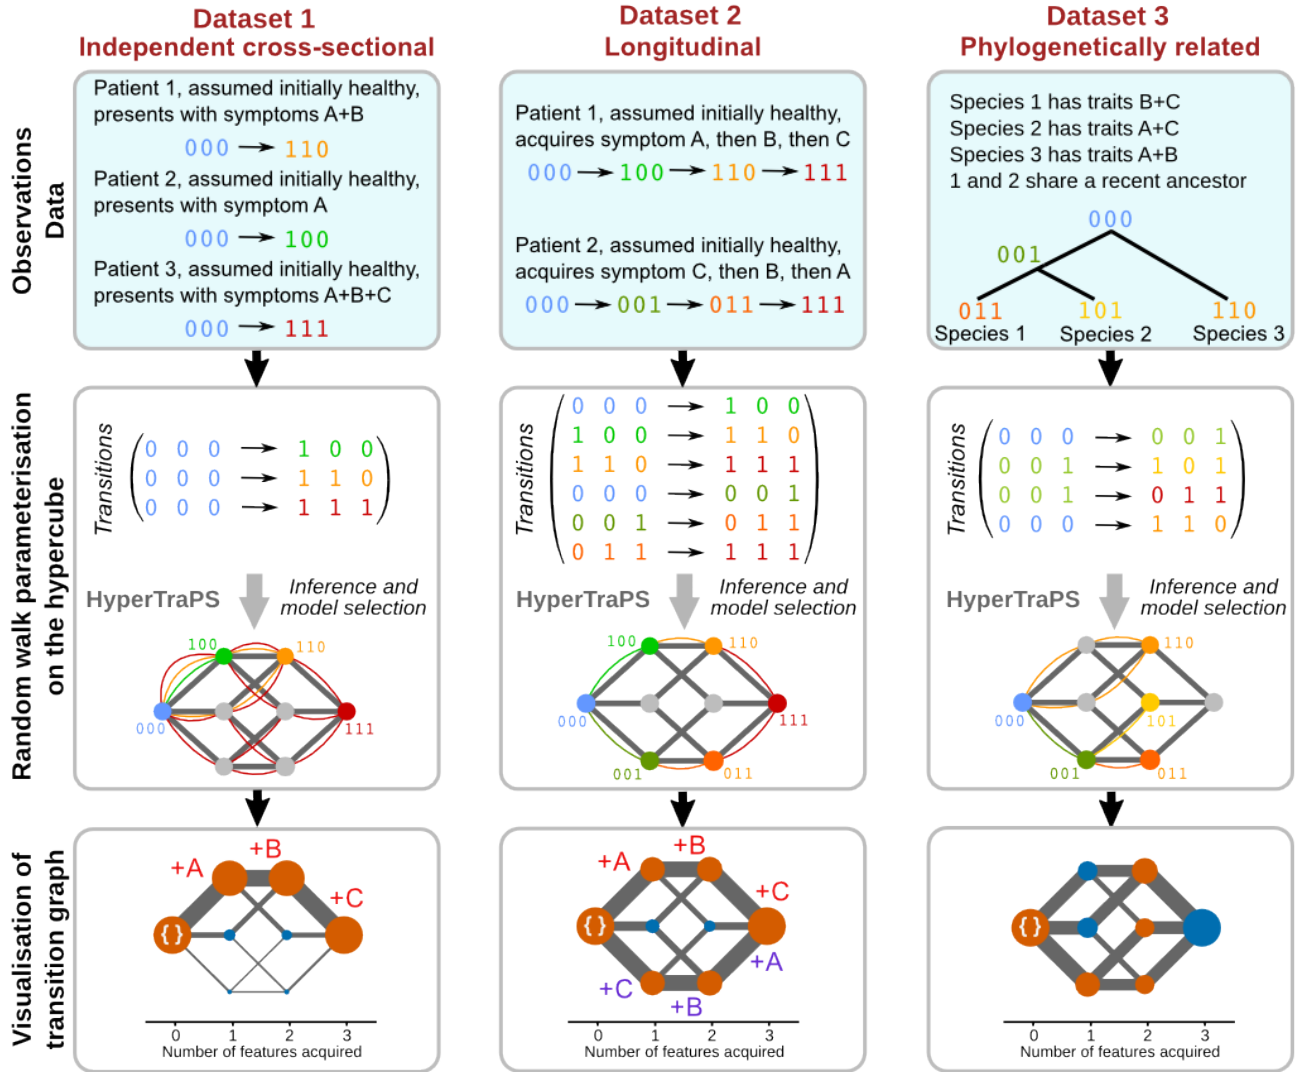 Dataset 1
Independent cross-sectional
Dataset 2
Longitudinal
Dataset 3
Phylogenetically related
Observations
Data
Patient 1, assumed initially healthy,
presents with symptoms A+B
000 → 110
Patient 2, assumed initially healthy,
presents with symptom A
000 → 100
Patient 3, assumed initially healthy,
presents with symptoms A+B+C
000 → 111
Patient 1, assumed initially healthy,
acquires symptom A, then B, then C
000 → 100 → 110 → 111
Patient 2, assumed initially healthy,
acquires symptom C, then B, then A
000 → 001 → 011 → 111
Species 1 has traits B+C
Species 2 has traits A+C
Species 3 has traits A+B
1 and 2 share a recent ancestor
000
001
011 101 110
Species 1 Species 2 Species 3
Random walk parameterisation
on the hypercube
Transitions
0 0 0 → 1 0 0
0 0 0 → 1 1 0
0 0 0 → 1 1 1
HyperTraPS
Inference and
model selection
100 110
000 111
Transitions
0 0 0 → 1 0 0
1 0 0 → 1 1 0
1 1 0 → 1 1 1
0 0 0 → 0 0 1
0 0 1 → 0 1 1
0 1 1 → 1 1 1
HyperTraPS
Inference and
model selection
100 110
000 111
001 011
Transitions
0 0 0 → 0 0 1
0 0 1 → 1 0 1
0 0 1 → 0 1 1
0 0 0 → 1 1 0
HyperTraPS
Inference and
model selection
110
000 101
001 011
Visualisation of
transition graph
+A +B +C
{}
0 1 2 3
Number of features acquired
+A +B +C
{}
+C +B +A
0 1 2 3
Number of features acquired
{}
0 1 2 3
Number of features acquired